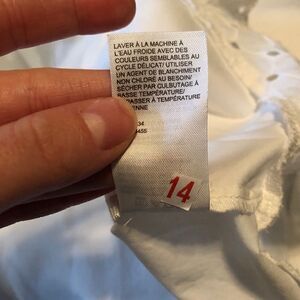 LAVER À LA MACHINE À
L'EAU FROIDE AVEC DES
COULEURS SEMBLABLES AU
CYCLE DÉLICAT/ UTILISER
UN AGENT DE BLANCHIMENT
NON CHLORÉ AU BESOIN/
SÉCHER PAR CULBUTAGE À
BASSE TEMPÉRATURE/
REPASSER À TEMPÉRATURE
14